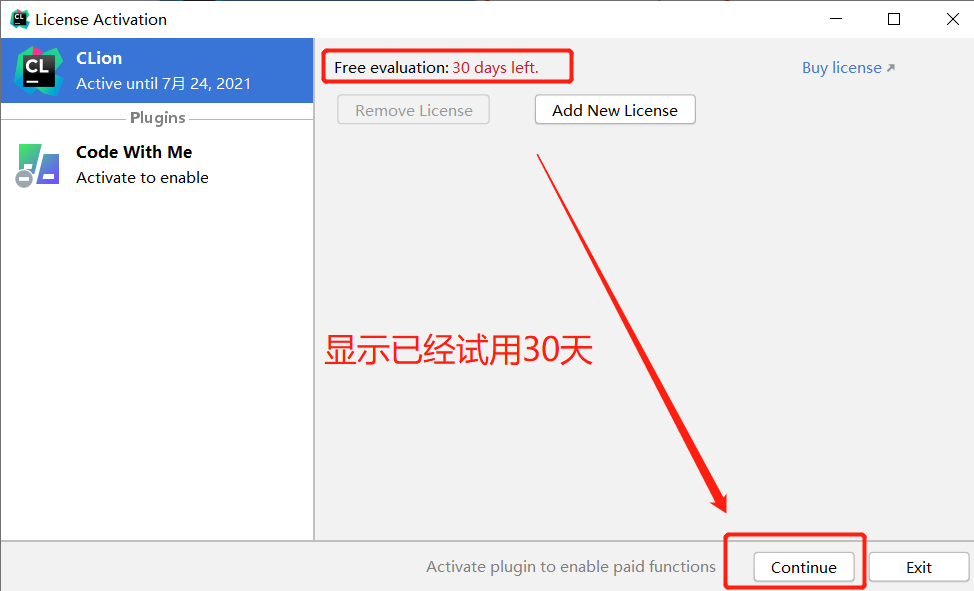 License Activation
CLion
Active until 7月 24, 2021
Plugins
Code With Me
Activate to enable
Free evaluation: 30 days left.
Buy license
Remove License
Add New License
显示已经试用30天
Activate plugin to enable paid functions
Continue
Exit